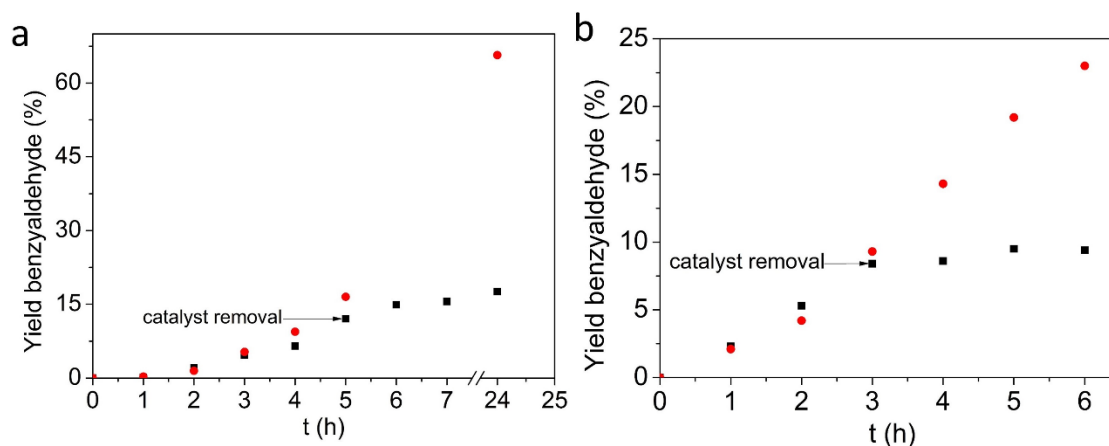 a
Yield benzyaldehyde (%)
60
45
30
15
0
catalyst removal
0 1 2 3 4 5 6 7 24 25
t (h)
b
Yield benzyaldehyde (%)
25
20
15
10
5
0
catalyst removal
0 1 2 3 4 5 6
t (h)